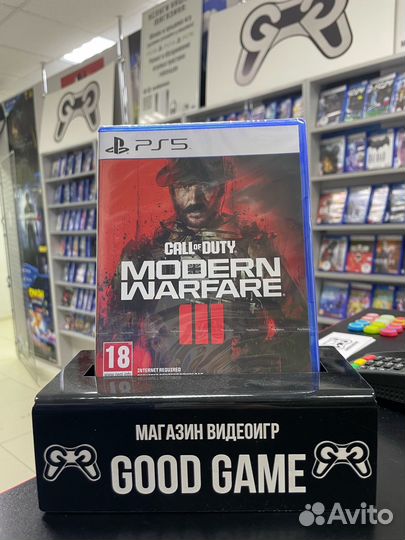 PS5
CALL OF DUTY
MODERN
WARFARE
III
18
INTERNET REQUIRED
МАГАЗИН ВИДЕОИГР
GOOD GAME
Avito